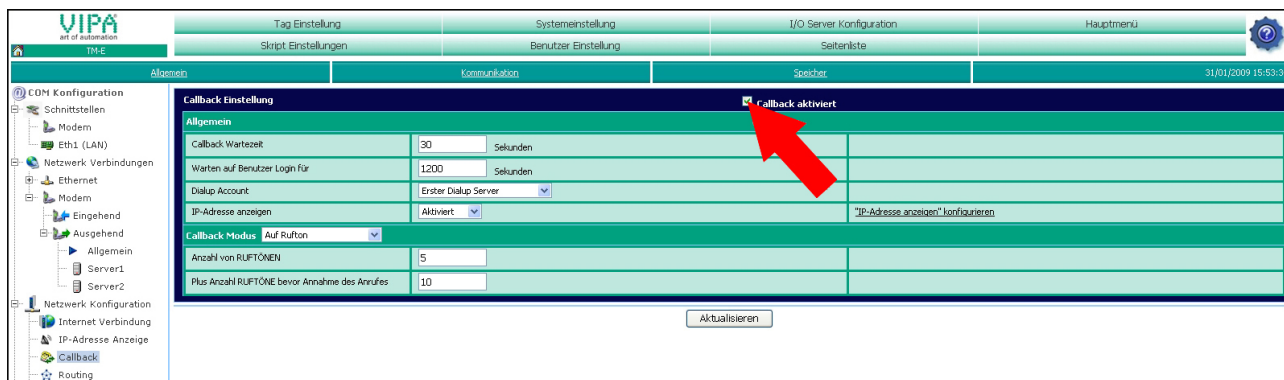 VIPA
art of automation
TM-E
Tag Einstellung
Systemeinstellung
I/O Server Konfiguration
Hauptmenü
Skript Einstellungen
Benutzer Einstellung
Seitenliste
Allgemein
Kommunikation
Speicher
31/01/2009 15:53:3
COM Konfiguration
Schnittstellen
Modem
Eth1 (LAN)
Netzwerk Verbindungen
Ethernet
Modem
Eingehend
Ausgehend
Allgemein
Server1
Server2
Netzwerk Konfiguration
Internet Verbindung
IP-Adresse Anzeige
Callback
Routing
Callback Einstellung
Callback aktiviert
Allgemein
Callback Wartezeit
30 Sekunden
Warten auf Benutzer Login für
1200 Sekunden
Dialup Account
Erster Dialup Server
IP-Adresse anzeigen
Aktiviert
"IP-Adresse anzeigen" konfigurieren
Callback Modus Auf Rufton
Anzahl von RUFTÖNEN
5
Plus Anzahl RUFTÖNE bevor Annahme des Anrufes
10
Aktualisieren